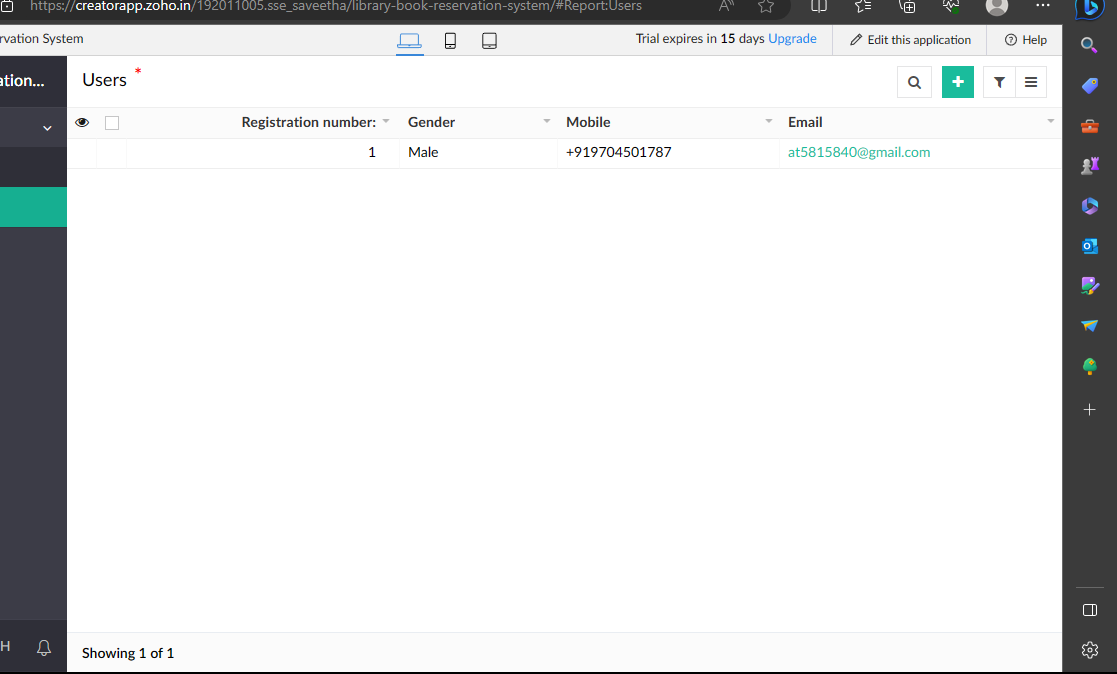 https://creatorapp.zoho.in/192011005.sse_saveetha/library-book-reservation-system/#Report:Users
rvation System
Trial expires in 15 days Upgrade
Edit this application
Help
ation...
Users *
Registration number: Gender Mobile Email
1 Male +919704501787 at5815840@gmail.com
H
Showing 1 of 1